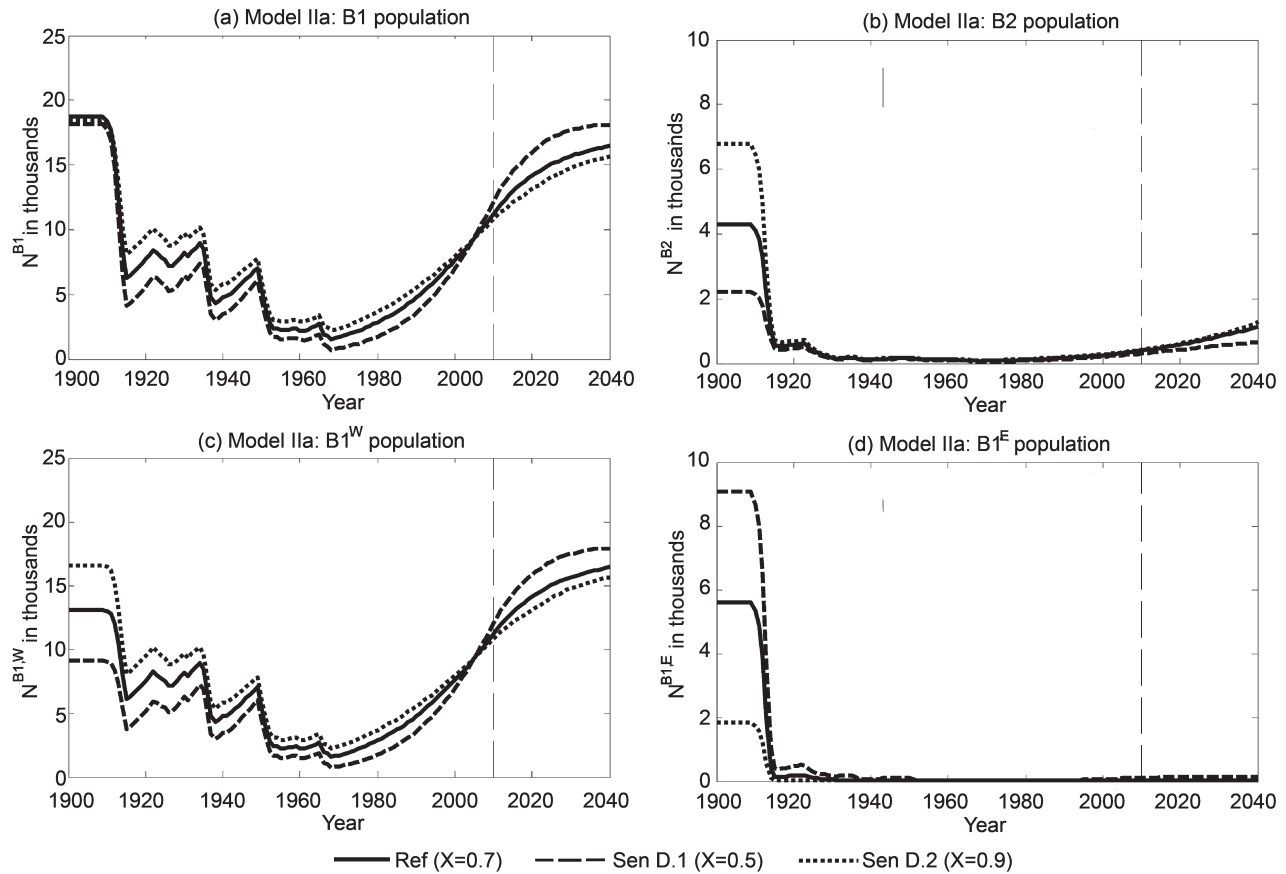 (a) Model IIa: B1 population
N^B1 in thousands
25
20
15
10
5
0
1900 1920 1940 1960 1980 2000 2020 2040
Year
(b) Model IIa: B2 population
N^B2 in thousands
10
8
6
4
2
0
1900 1920 1940 1960 1980 2000 2020 2040
Year
(c) Model IIa: B1^W population
N^B1,W in thousands
25
20
15
10
5
0
1900 1920 1940 1960 1980 2000 2020 2040
Year
(d) Model IIa: B1^E population
N^B1,E in thousands
10
8
6
4
2
0
1900 1920 1940 1960 1980 2000 2020 2040
Year
Ref (X=0.7) Sen D.1 (X=0.5) Sen D.2 (X=0.9)